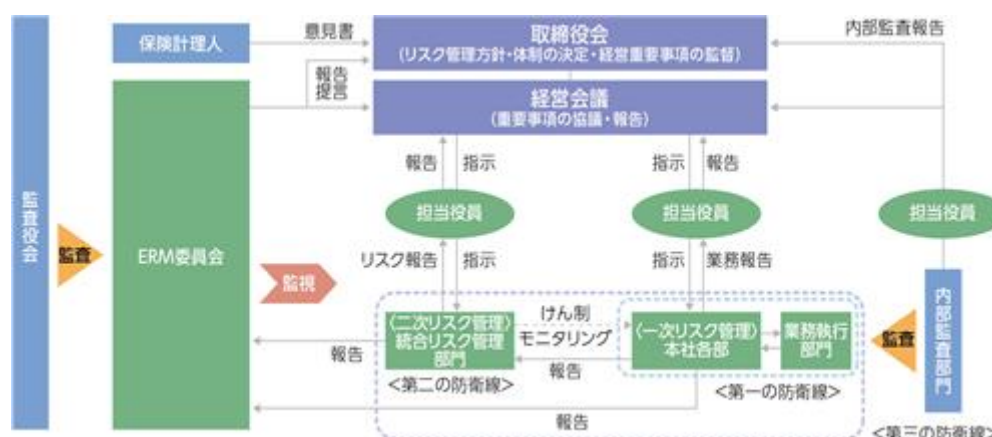 保険計理人
意見書
取締役会
(リスク管理方針・体制の決定・経営重要事項の監督)
内部監査報告
報告
提言
経営会議
(重要事項の協議・報告)
報告
指示
指示
報告
監査役会
監査
ERM委員会
担当役員
担当役員
担当役員
リスク報告
指示
指示
業務報告
監視
〈二次リスク管理〉
統合リスク管理
部門
けん制
モニタリング
〈一次リスク管理〉
本社各部
業務執行
部門
監査
内部監査部門
報告
報告
<第二の防衛線>
<第一の防衛線>
報告
<第三の防衛線>